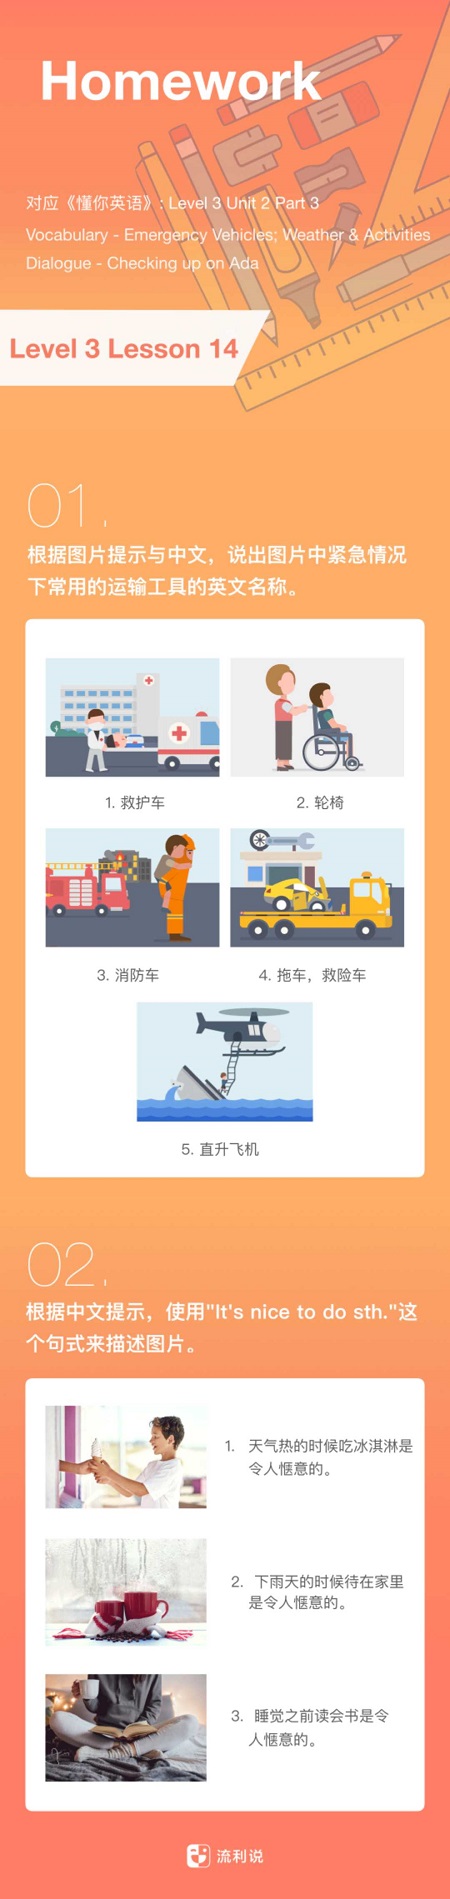 Homework
对应《懂你英语》: Level 3 Unit 2 Part 3
Vocabulary - Emergency Vehicles; Weather & Activities
Dialogue - Checking up on Ada
Level 3 Lesson 14
01.
根据图片提示与中文，说出图片中紧急情况
下常用的运输工具的英文名称。
1. 救护车
2. 轮椅
3. 消防车
4. 拖车，救险车
5. 直升飞机
02.
根据中文提示，使用"It's nice to do sth."这
个句式来描述图片。
1. 天气热的时候吃冰淇淋是
令人惬意的。
2. 下雨天的时候待在家里
是令人惬意的。
3. 睡觉之前读会书是令
人惬意的。
流利说